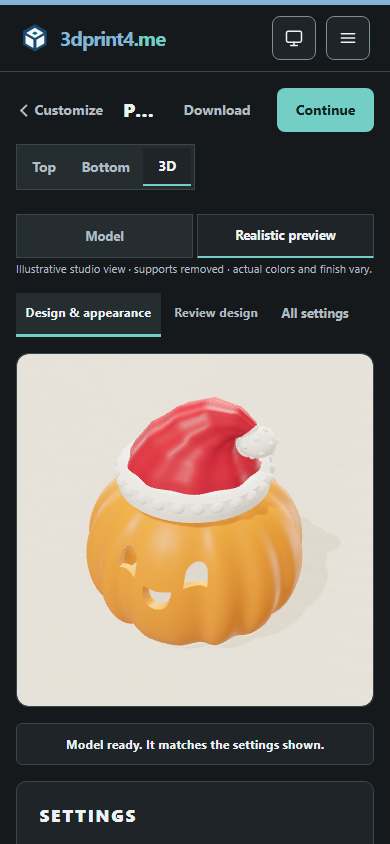 3dprint4.me
Customize P... Download Continue
Top Bottom 3D
Model Realistic preview
Illustrative studio view · supports removed · actual colors and finish vary.
Design & appearance Review design All settings
Model ready. It matches the settings shown.
SETTINGS